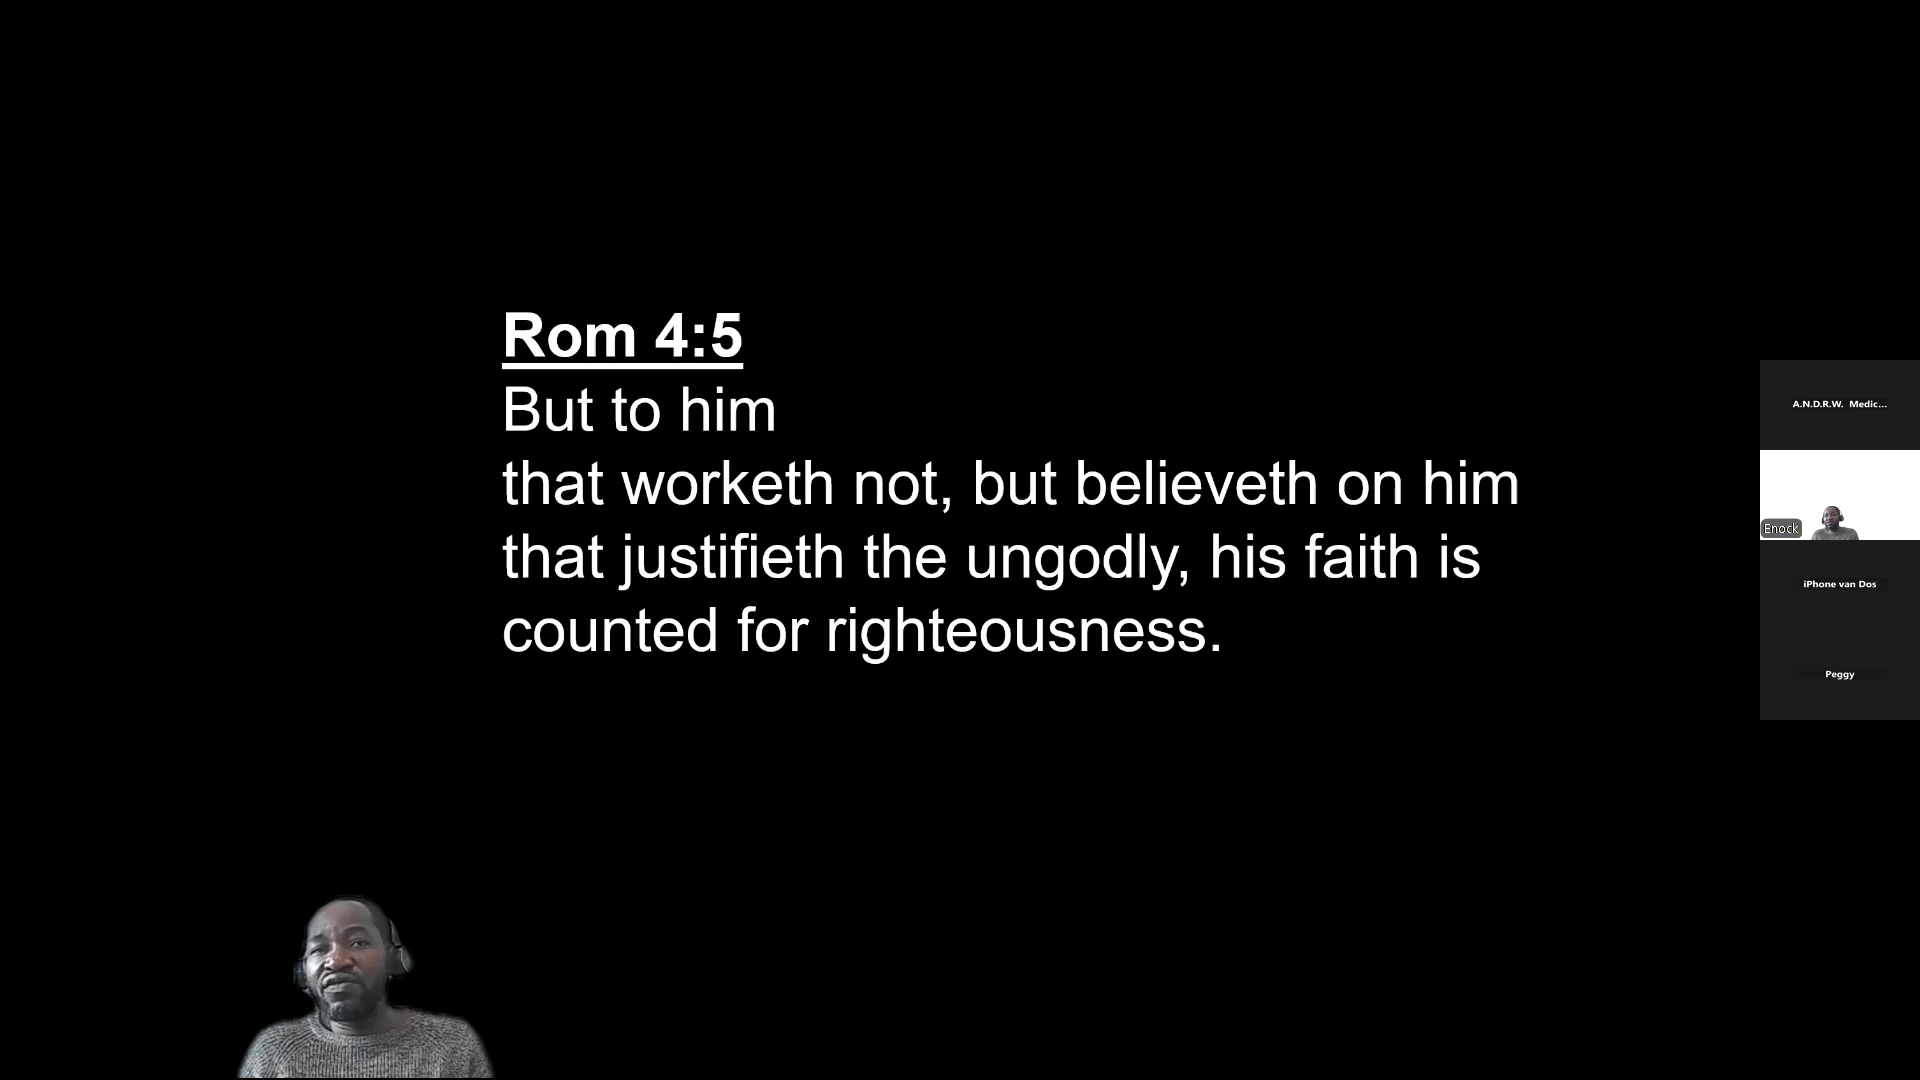 Rom 4:5
But to him
that worketh not, but believeth on him
that justifieth the ungodly, his faith is
counted for righteousness.
A.N.D.R.W. Medic...
Enock
iPhone van Dos
Peggy